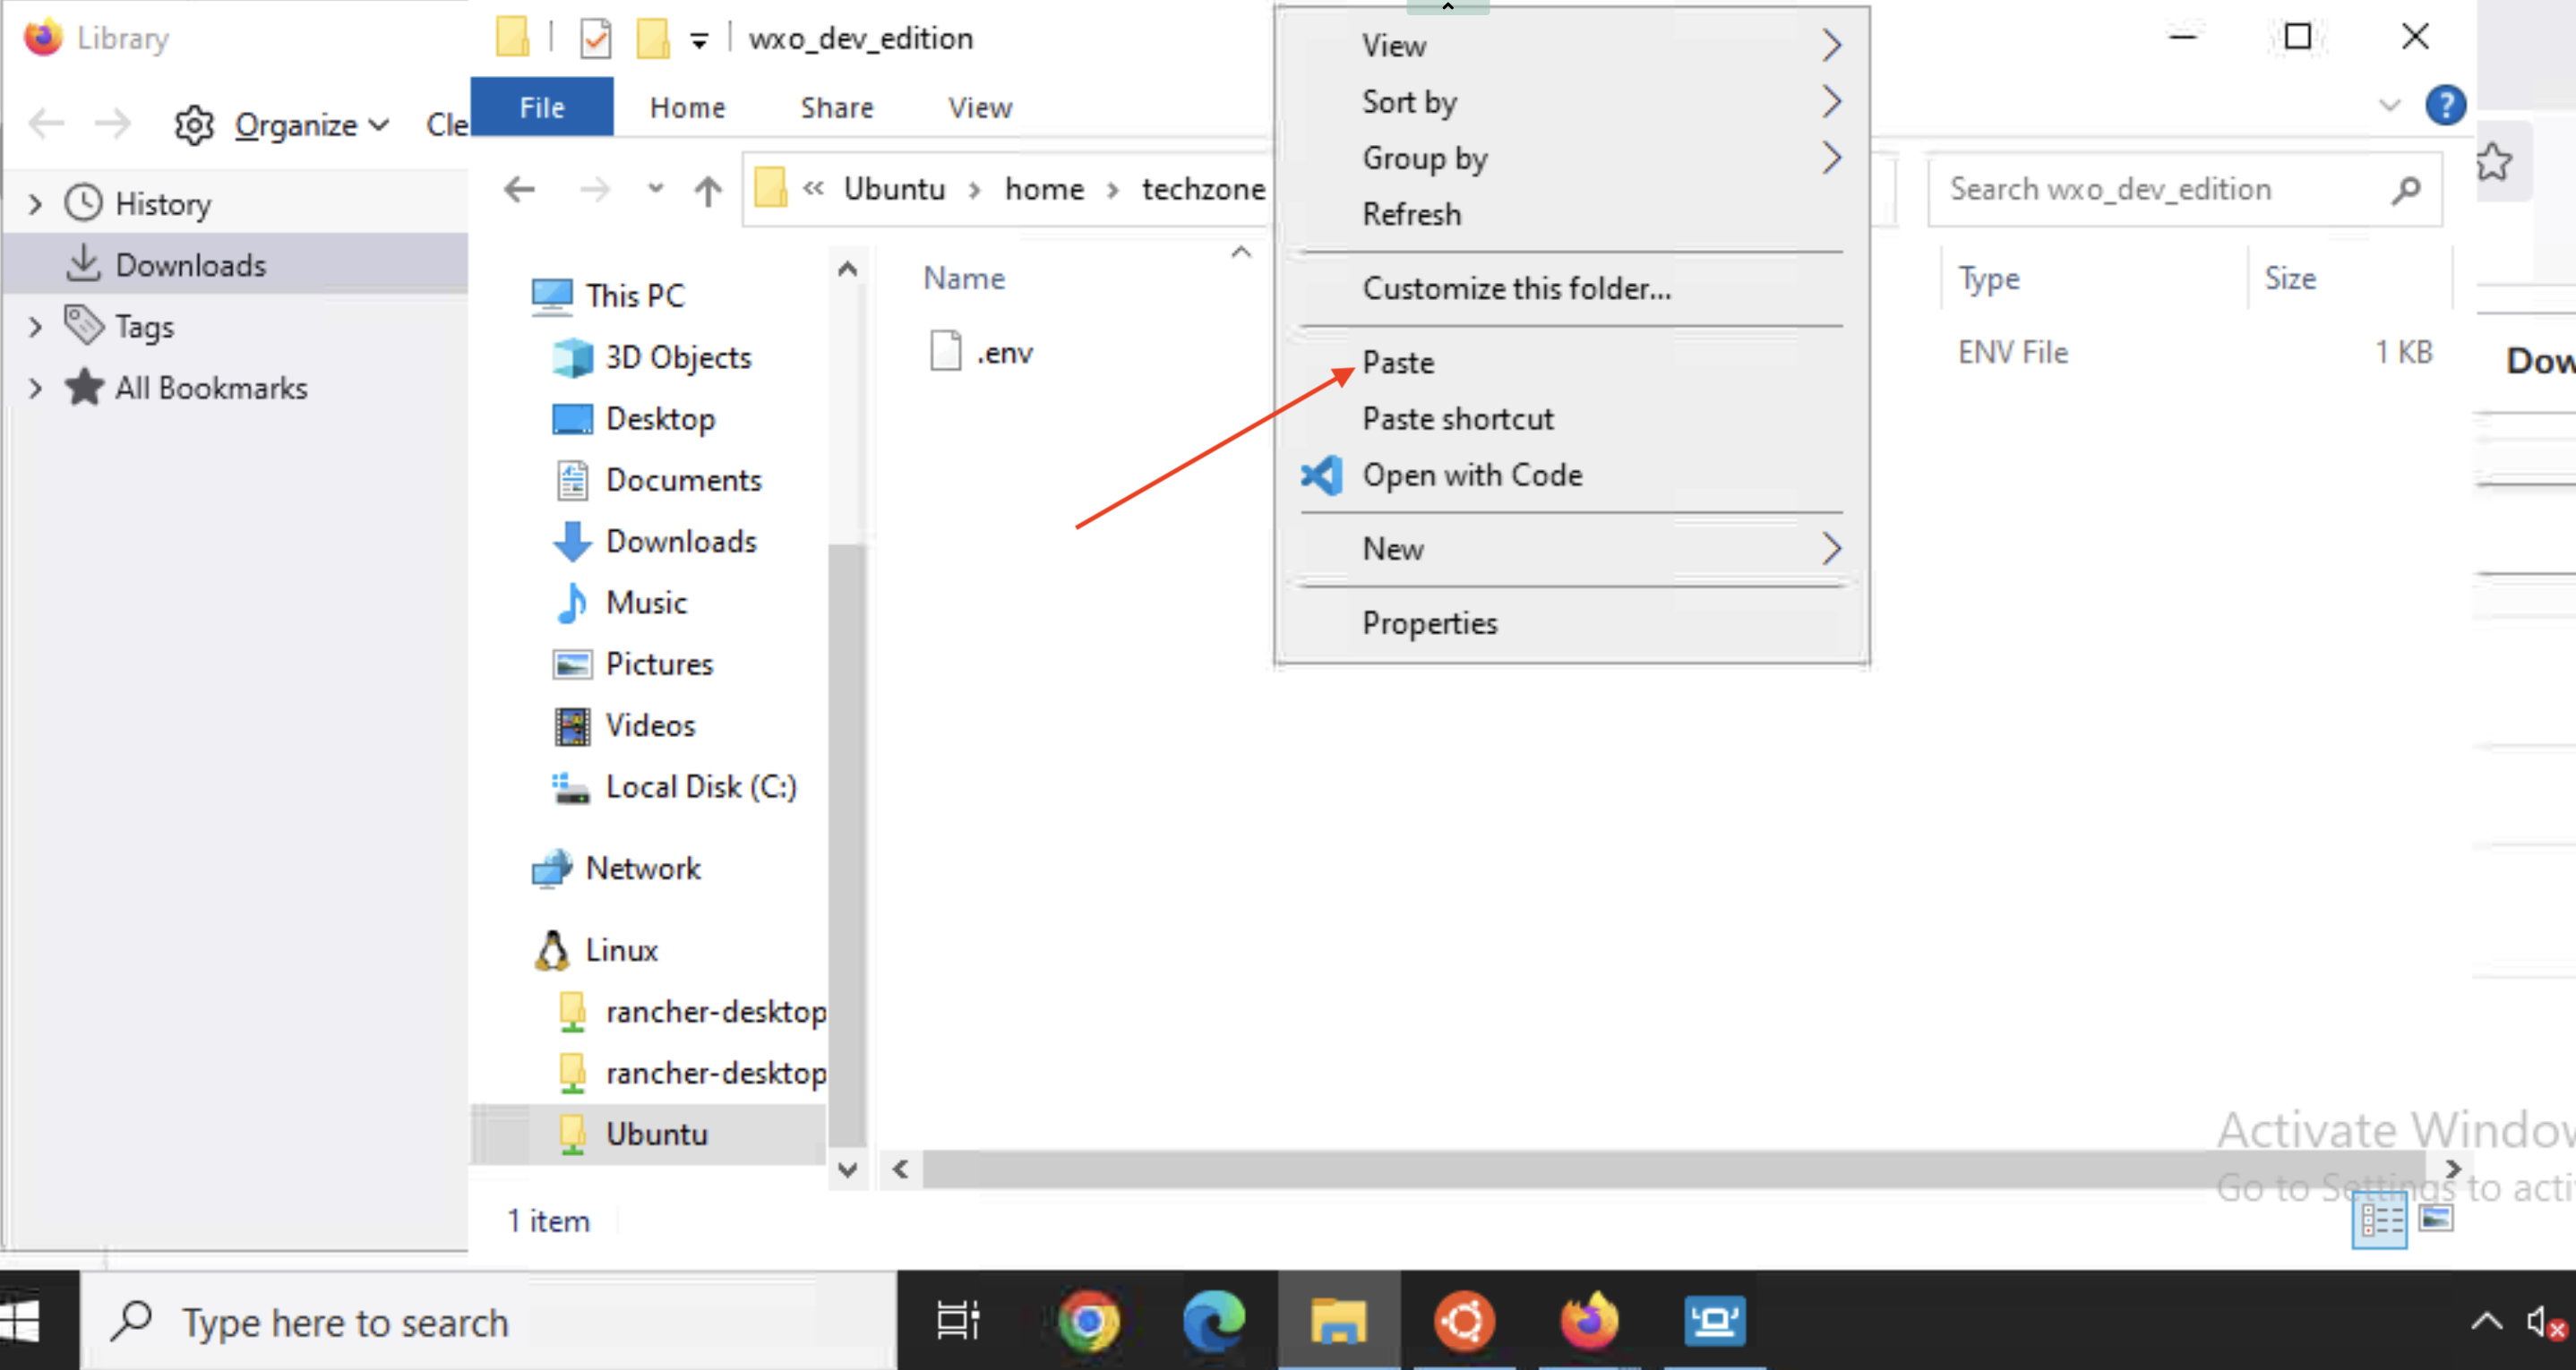 Library
Organize
Cle
History
Downloads
Tags
All Bookmarks
wxo_dev_edition
File Home Share View
« Ubuntu › home › techzone
Search wxo_dev_edition
This PC
3D Objects
Desktop
Documents
Downloads
Music
Pictures
Videos
Local Disk (C:)
Network
Linux
rancher-desktop
rancher-desktop
Ubuntu
Name Type Size
.env ENV File 1 KB
View
Sort by
Group by
Refresh
Customize this folder...
Paste
Paste shortcut
Open with Code
New
Properties
Dow
Activate Window
Go to Settings to acti
1 item
Type here to search